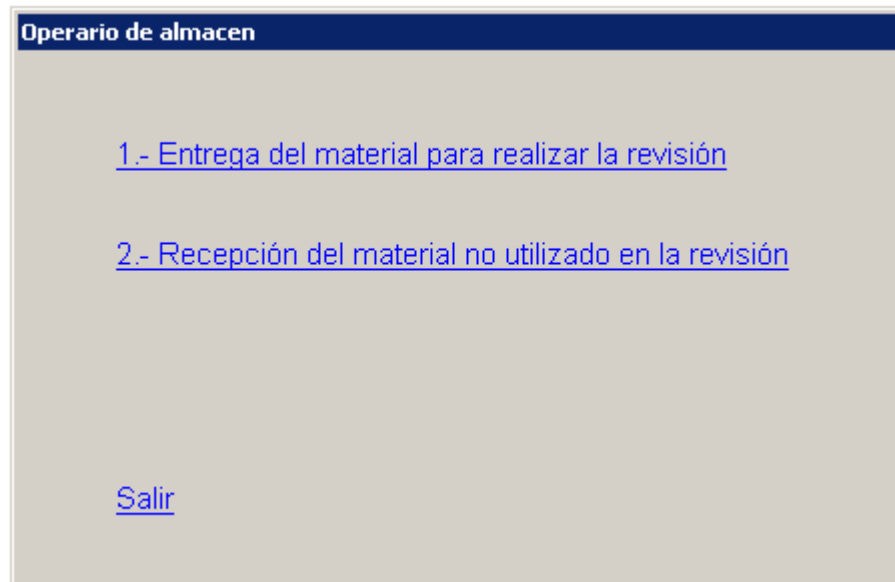 Operario de almacen
1.- Entrega del material para realizar la revisión
2.- Recepción del material no utilizado en la revisión
Salir